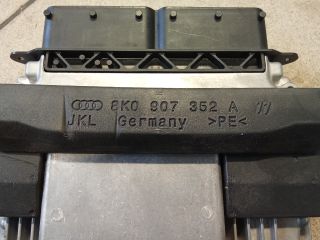 8K0 907 352 A
JKL Germany >PE<